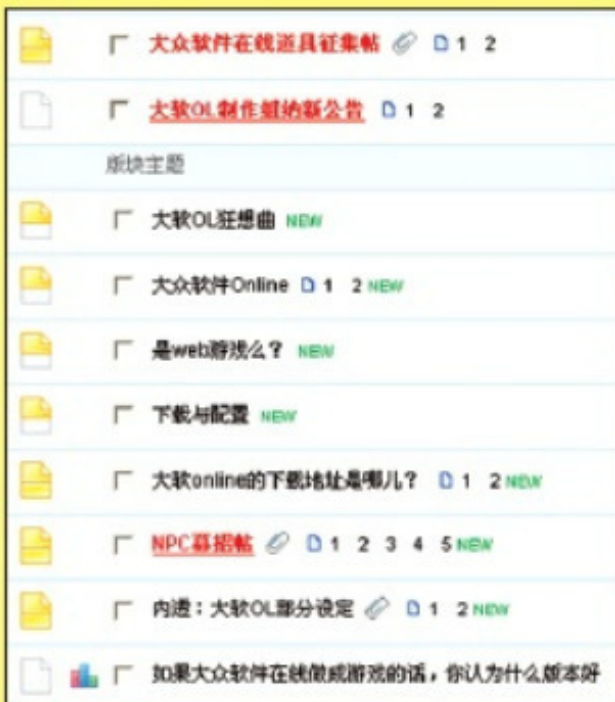 大众软件在线道具征集帖 1 2
大软OL制作组纳新公告 1 2
版块主题
大软OL狂想曲 NEW
大众软件Online 1 2 NEW
是web游戏么？ NEW
下载与配置 NEW
大软online的下载地址是哪儿？ 1 2 NEW
NPC募招帖 1 2 3 4 5 NEW
内透：大软OL部分设定 1 2 NEW
如果大众软件在线做成游戏的话，你认为什么版本好